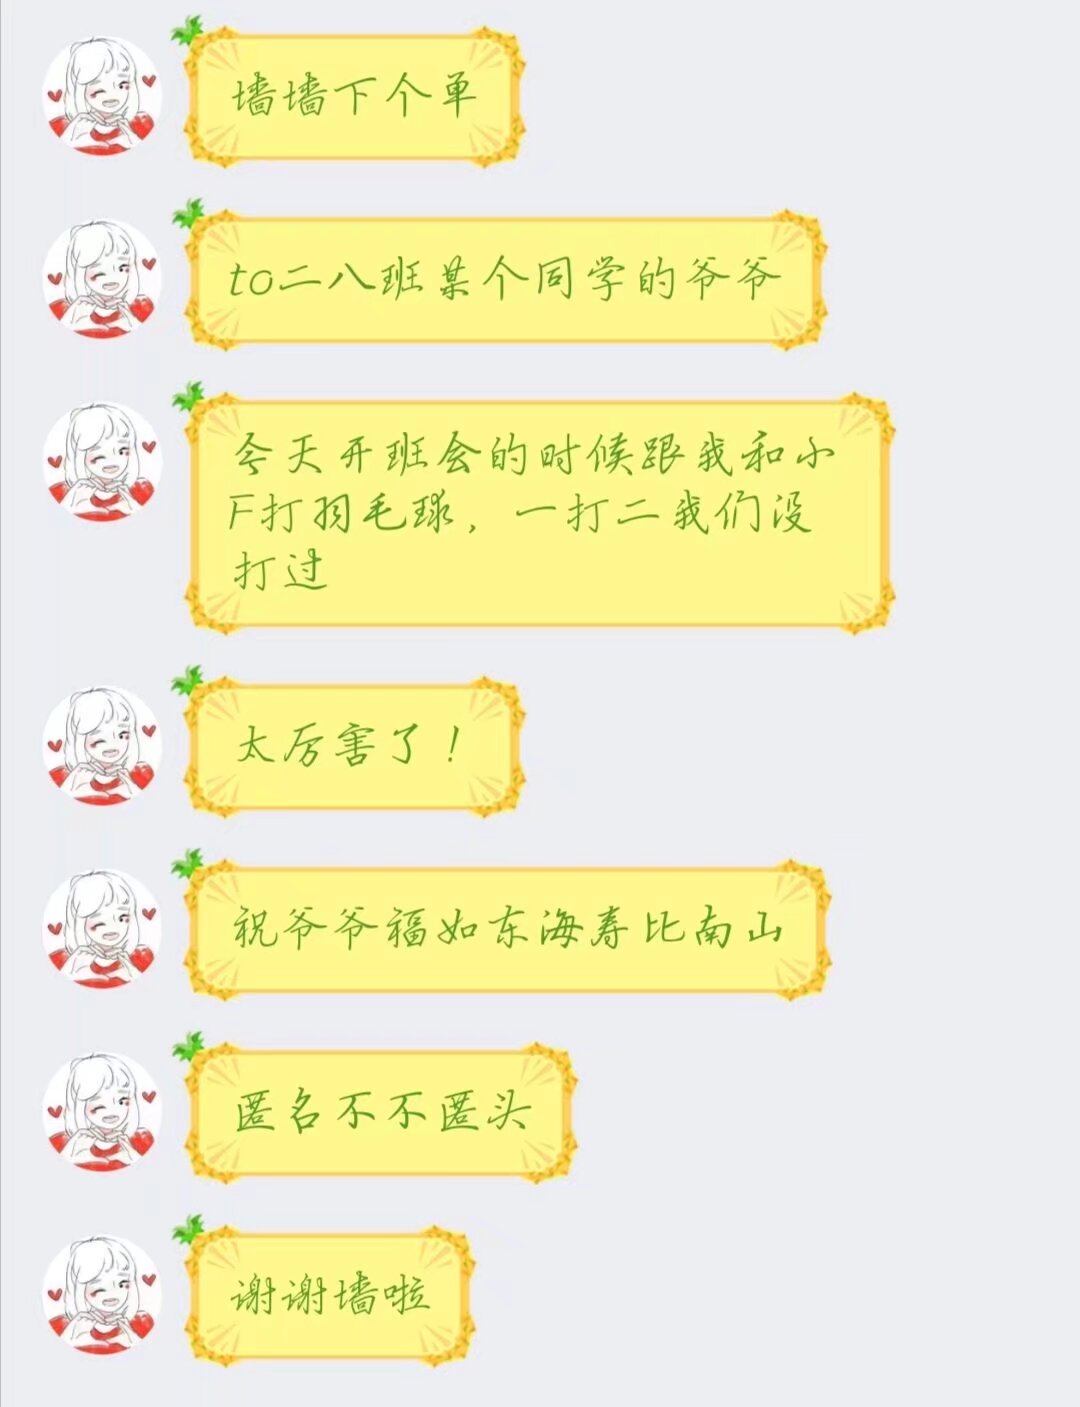 墙墙下个单
to二八班某个同学的爷爷
今天开班会的时候跟我和小
F打羽毛球，一打二我们没
打过
太厉害了！
祝爷爷福如东海寿比南山
匿名不不匿头
谢谢墙啦